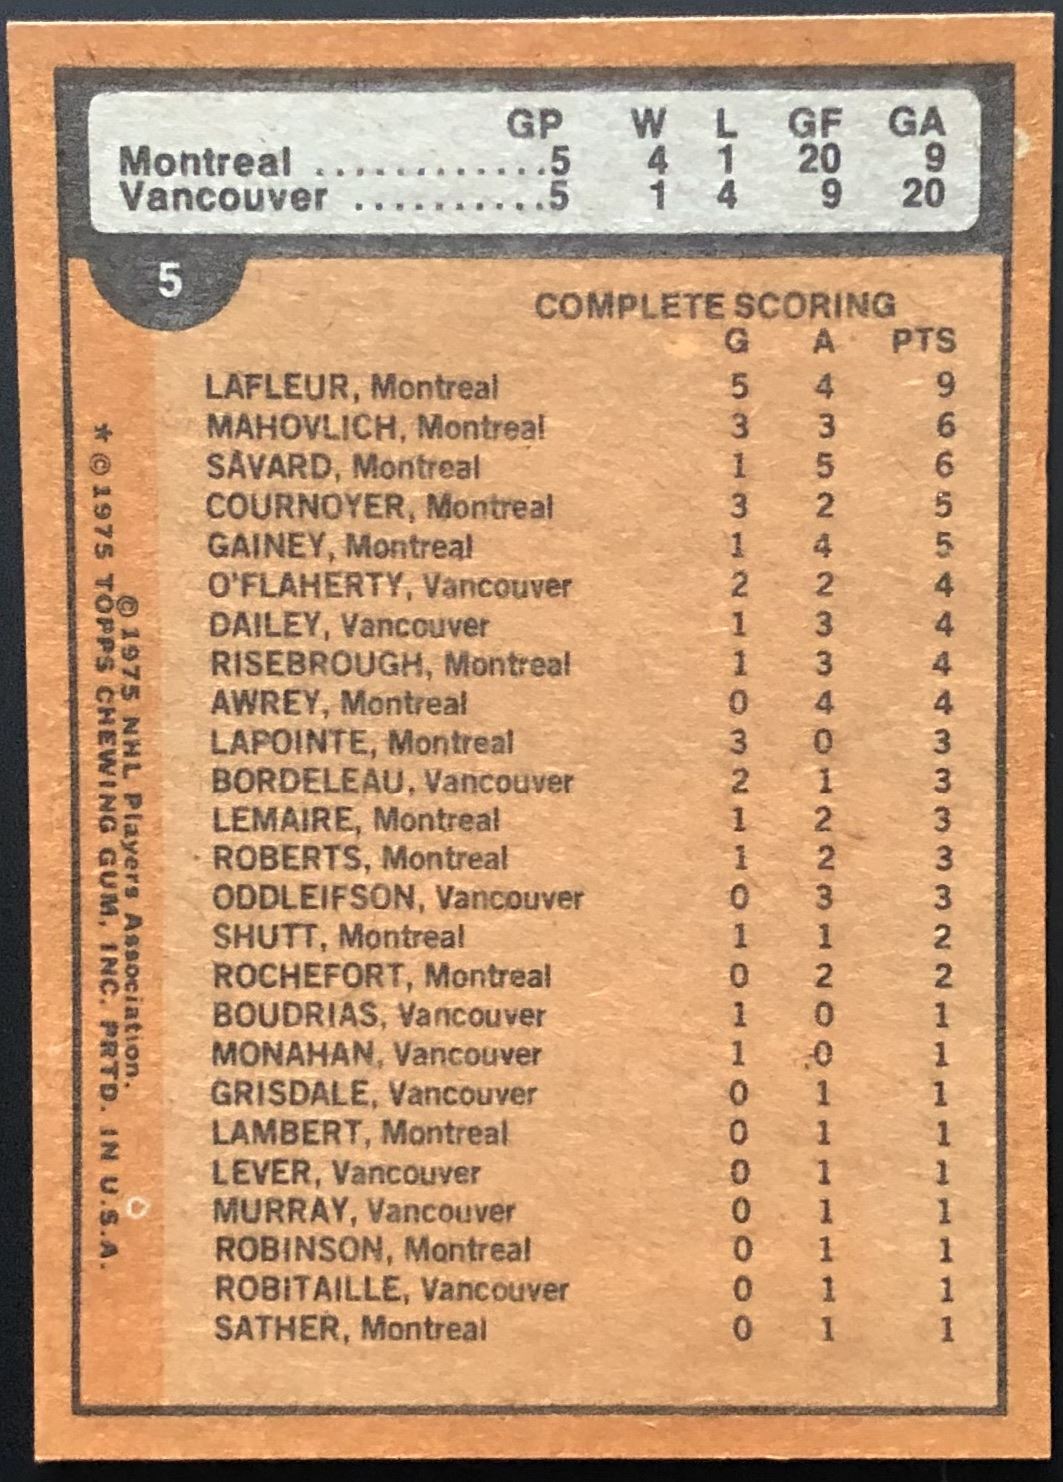 GP W L GF GA
Montreal ............5 4 1 20 9
Vancouver ..........5 1 4 9 20
5
COMPLETE SCORING
G A PTS
LAFLEUR, Montreal 5 4 9
MAHOVLICH, Montreal 3 3 6
SAVARD, Montreal 1 5 6
COURNOYER, Montreal 3 2 5
GAINEY, Montreal 1 4 5
O'FLAHERTY, Vancouver 2 2 4
DAILEY, Vancouver 1 3 4
RISEBROUGH, Montreal 1 3 4
AWREY, Montreal 0 4 4
LAPOINTE, Montreal 3 0 3
BORDELEAU, Vancouver 2 1 3
LEMAIRE, Montreal 1 2 3
ROBERTS, Montreal 1 2 3
ODDLEIFSON, Vancouver 0 3 3
SHUTT, Montreal 1 1 2
ROCHEFORT, Montreal 0 2 2
BOUDRIAS, Vancouver 1 0 1
MONAHAN, Vancouver 1 0 1
GRISDALE, Vancouver 0 1 1
LAMBERT, Montreal 0 1 1
LEVER, Vancouver 0 1 1
MURRAY, Vancouver 0 1 1
ROBINSON, Montreal 0 1 1
ROBITAILLE, Vancouver 0 1 1
SATHER, Montreal 0 1 1
© 1975 NHL Players Association.
* © 1975 TOPPS CHEWING GUM, INC. PRTD. IN U.S.A.